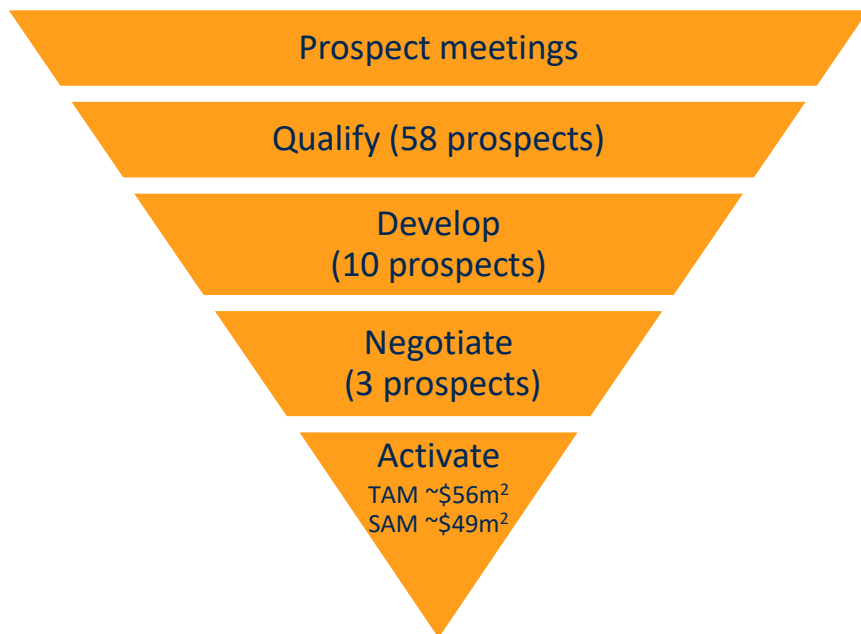 Prospect meetings
Qualify (58 prospects)
Develop
(10 prospects)
Negotiate
(3 prospects)
Activate
TAM ~$56m²
SAM ~$49m²